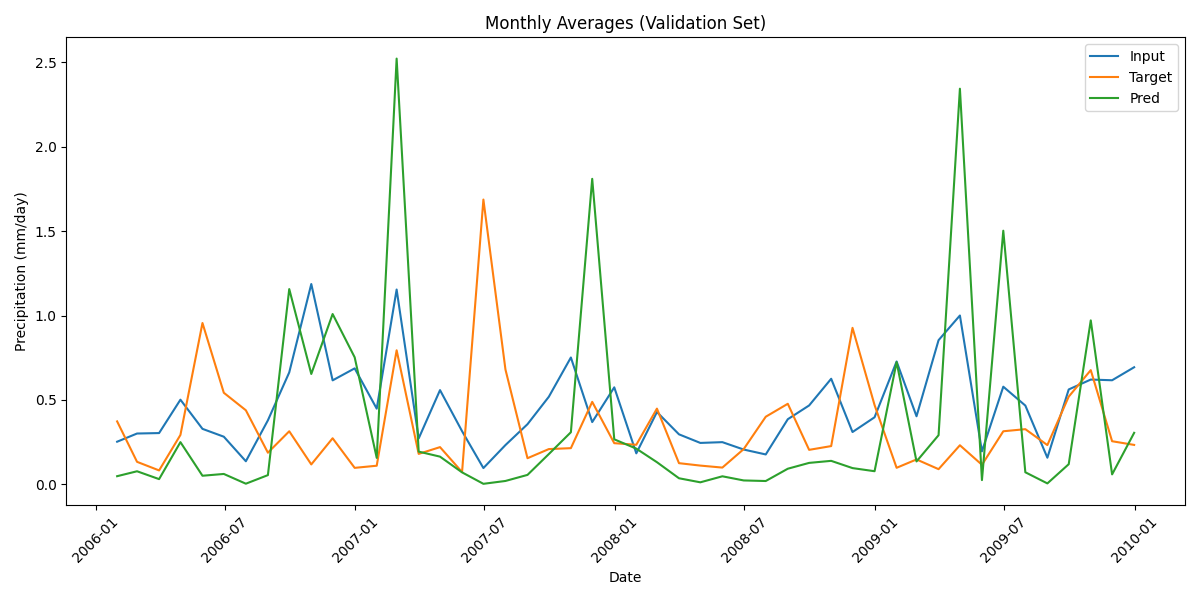 Monthly Averages (Validation Set)
Input
Target
Pred
Precipitation (mm/day)
2.5
2.0
1.5
1.0
0.5
0.0
2006-01
2006-07
2007-01
2007-07
2008-01
2008-07
2009-01
2009-07
2010-01
Date